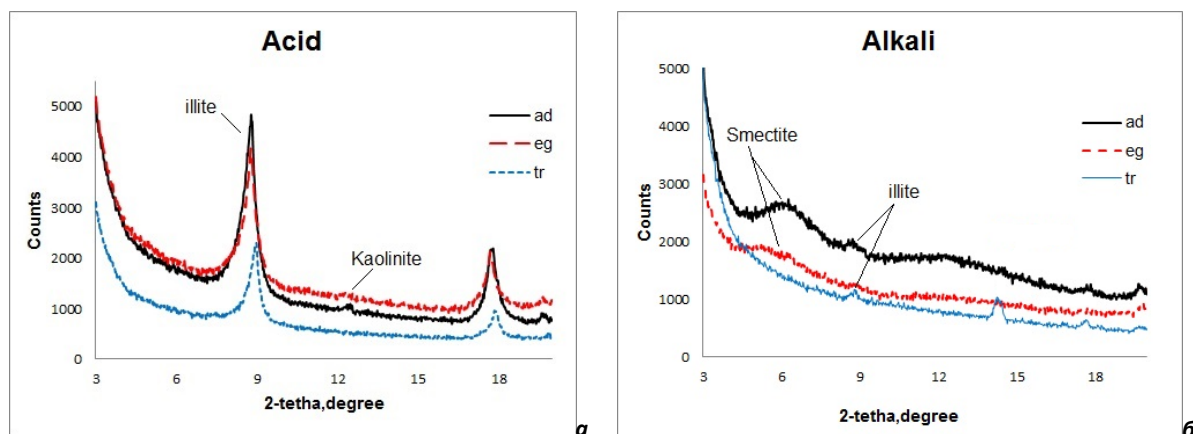 Acid
illite
Kaolinite
ad
eg
tr
Counts
5000
4000
3000
2000
1000
0
3 6 9 12 15 18
2-tetha,degree
а
Alkali
Smectite
illite
ad
eg
tr
Counts
5000
4000
3000
2000
1000
0
3 6 9 12 15 18
2-tetha,degree
б